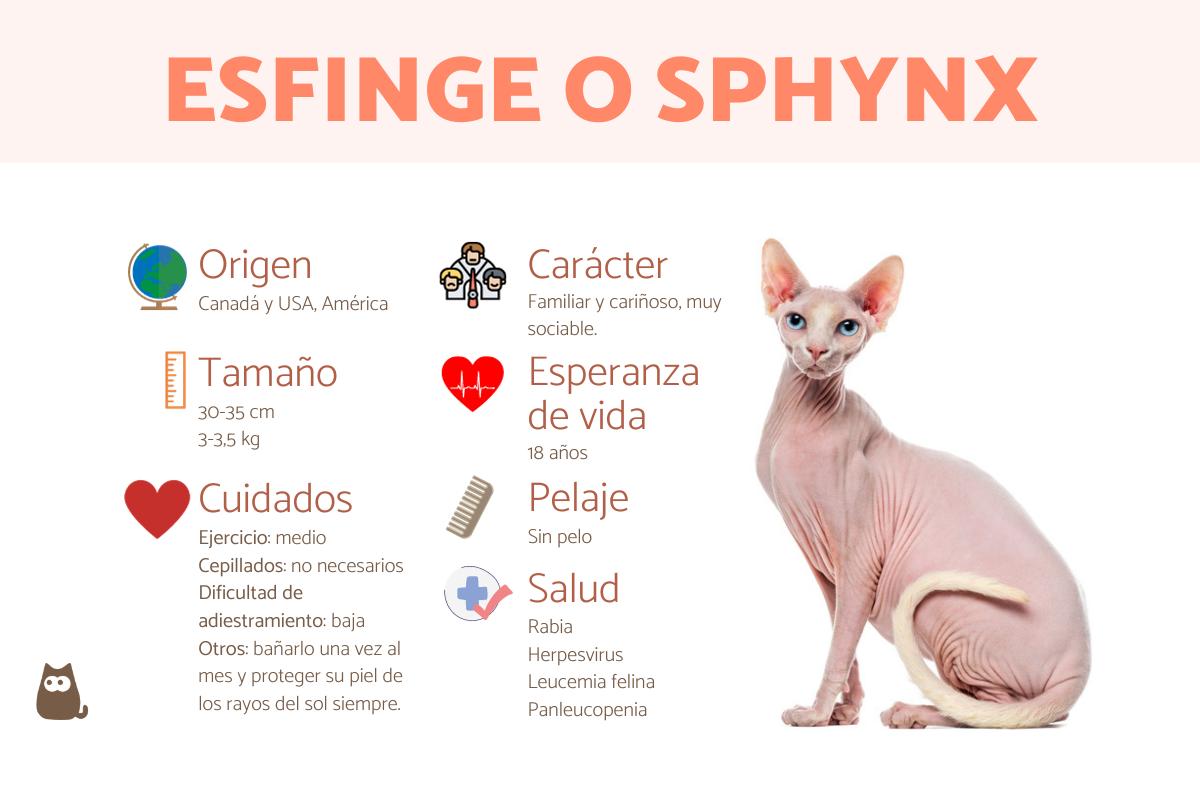 ESFINGE O SPHYNX
Origen
Canadá y USA, América
Tamaño
30-35 cm
3-3,5 kg
Cuidados
Ejercicio: medio
Cepillados: no necesarios
Dificultad de
adiestramiento: baja
Otros: bañarlo una vez al
mes y proteger su piel de
los rayos del sol siempre.
Carácter
Familiar y cariñoso, muy
sociable.
Esperanza
de vida
18 años
Pelaje
Sin pelo
Salud
Rabia
Herpesvirus
Leucemia felina
Panleucopenia